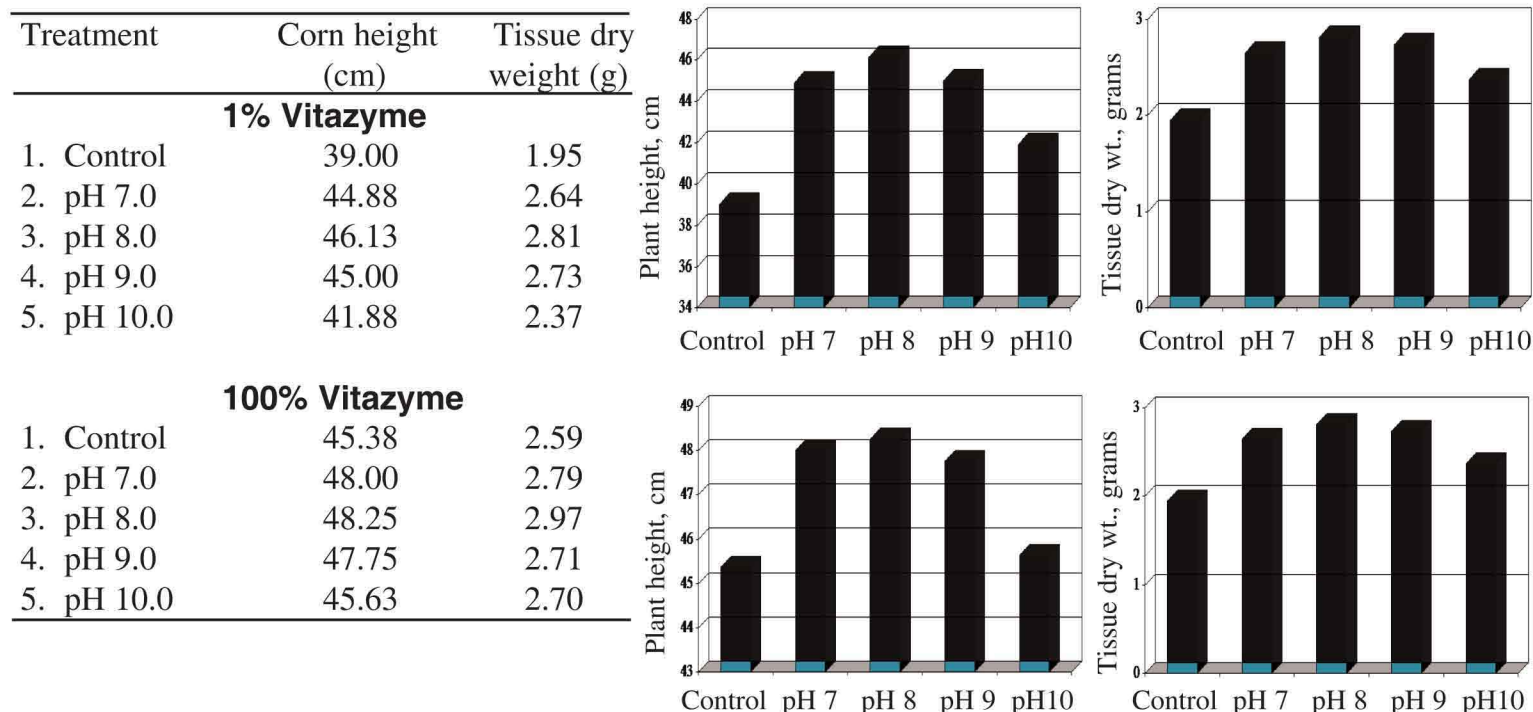 Treatment Corn height Tissue dry
(cm) weight (g)
1% Vitazyme
1. Control 39.00 1.95
2. pH 7.0 44.88 2.64
3. pH 8.0 46.13 2.81
4. pH 9.0 45.00 2.73
5. pH 10.0 41.88 2.37
100% Vitazyme
1. Control 45.38 2.59
2. pH 7.0 48.00 2.79
3. pH 8.0 48.25 2.97
4. pH 9.0 47.75 2.71
5. pH 10.0 45.63 2.70
Plant height, cm
48
46
44
42
40
38
36
34
Control pH 7 pH 8 pH 9 pH10
Tissue dry wt., grams
3
2
1
0
Control pH 7 pH 8 pH 9 pH10
Plant height, cm
49
48
47
46
45
44
43
Control pH 7 pH 8 pH 9 pH10
Tissue dry wt., grams
3
2
1
0
Control pH 7 pH 8 pH 9 pH10